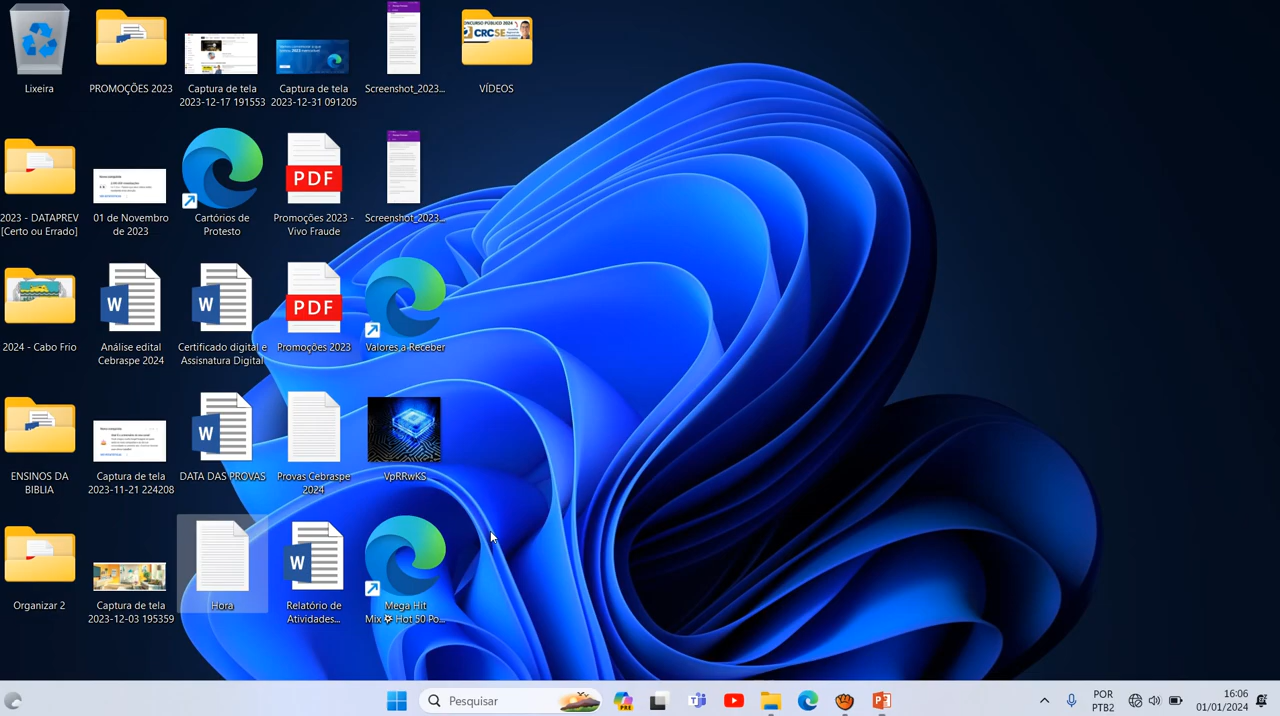 Lixeira
PROMOÇÕES 2023
Captura de tela
2023-12-17 191553
Captura de tela
2023-12-31 091205
Screenshot_2023...
CONCURSO PÚBLICO 2024
CRCSE
VÍDEOS
2023 - DATAPREV
[Certo ou Errado]
01 de Novembro
de 2023
Cartórios de
Protesto
PDF
Promoções 2023 -
Vivo Fraude
Screenshot_2023...
2024 - Cabo Frio
W
Análise edital
Cebraspe 2024
W
Certificado digital e
Assinatura Digital
PDF
Promoções 2023
Valores a Receber
ENSINOS DA
BIBLIA
Captura de tela
2023-11-21 224208
W
DATA DAS PROVAS
Provas Cebraspe
2024
VpRRwKS
Organizar 2
Captura de tela
2023-12-03 195359
Hora
W
Relatório de
Atividades...
Mega Hit
Mix ⚽ Hot 50 Po...
Pesquisar
POR
PTB2
16:06
01/01/2024